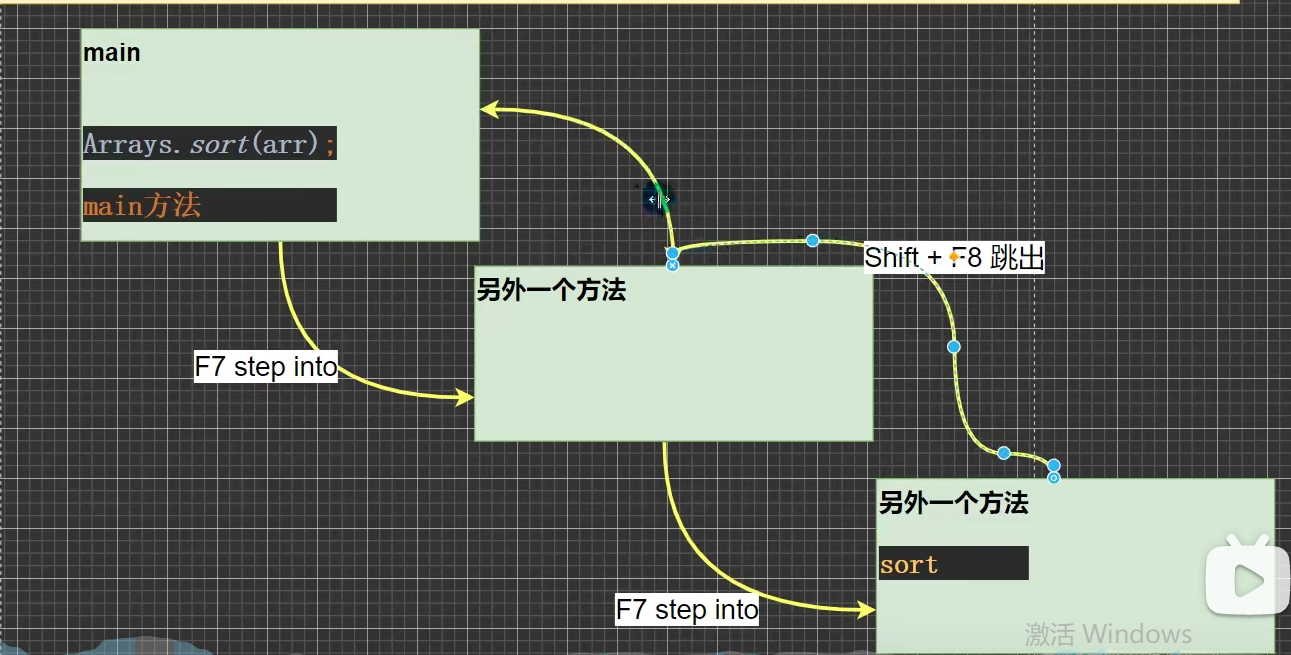 main
Arrays.sort(arr);
main方法
Shift + F8 跳出
另外一个方法
F7 step into
另外一个方法
sort
F7 step into
激活 Windows